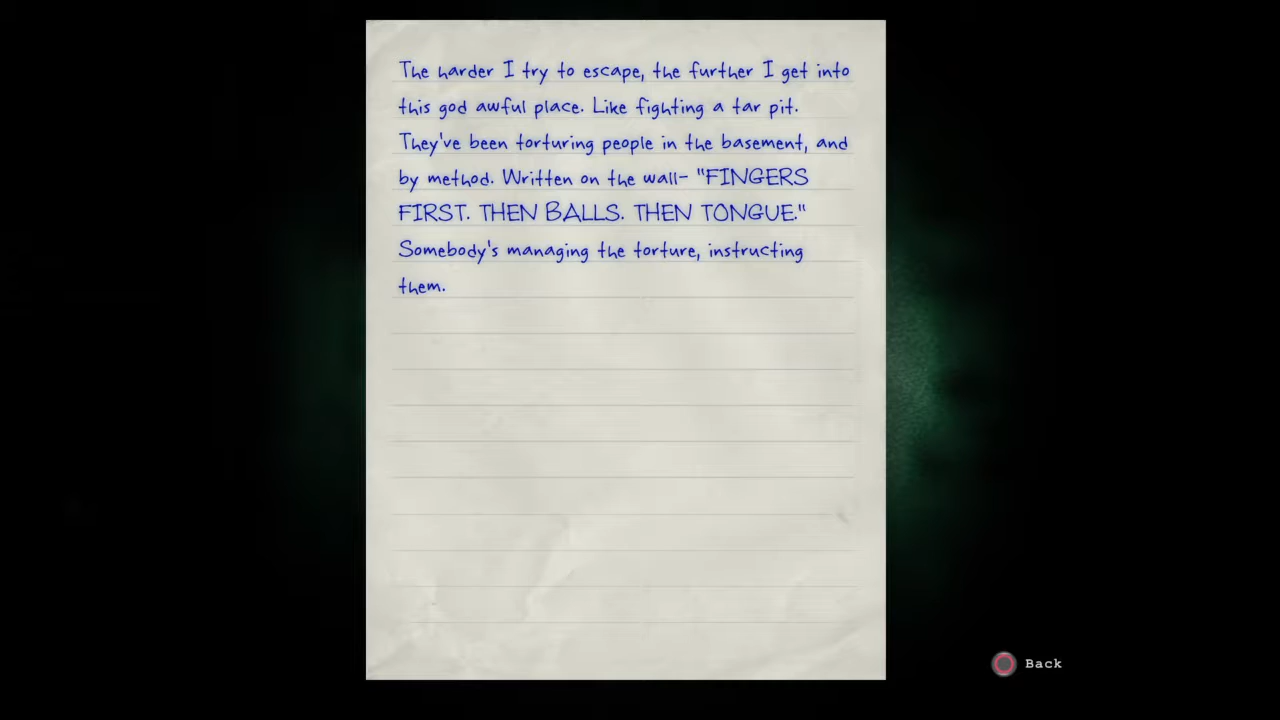 The harder I try to escape, the further I get into
this god awful place. Like fighting a tar pit.
They've been torturing people in the basement, and
by method. Written on the wall- "FINGERS
FIRST. THEN BALLS. THEN TONGUE."
Somebody's managing the torture, instructing
them.
Back